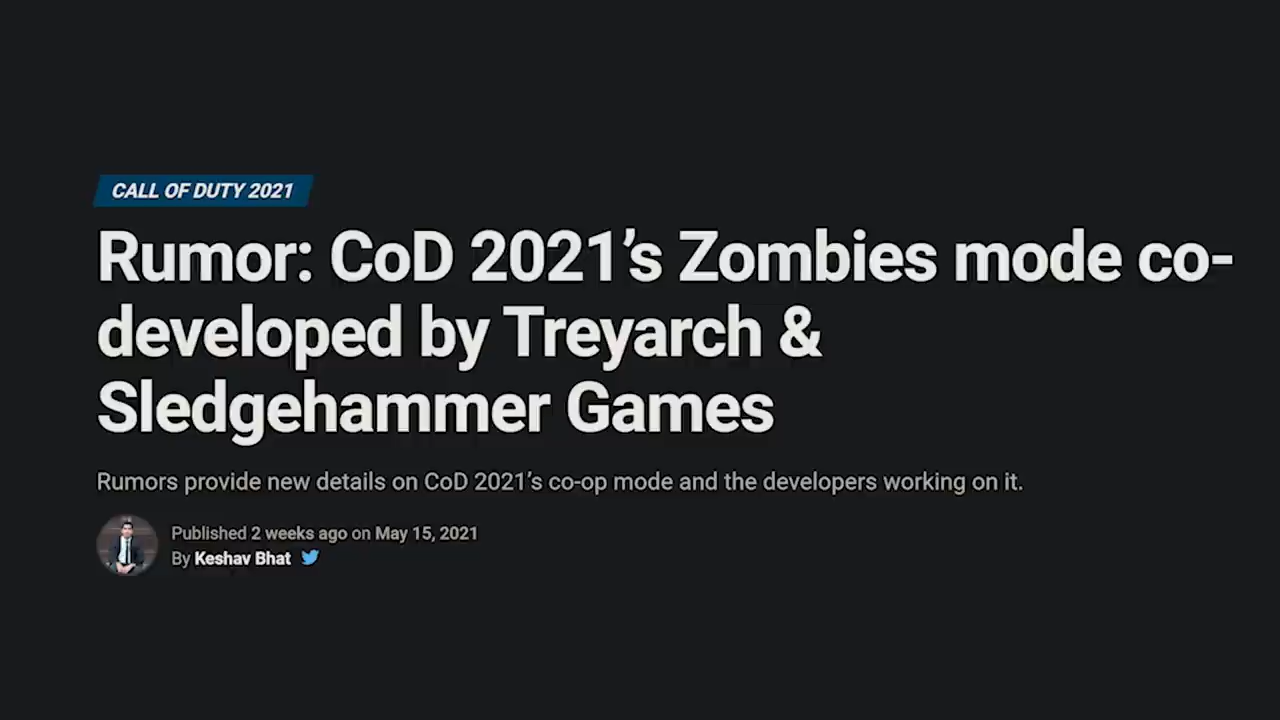 CALL OF DUTY 2021
Rumor: CoD 2021’s Zombies mode co-
developed by Treyarch &
Sledgehammer Games
Rumors provide new details on CoD 2021’s co-op mode and the developers working on it.
Published 2 weeks ago on May 15, 2021
By Keshav Bhat